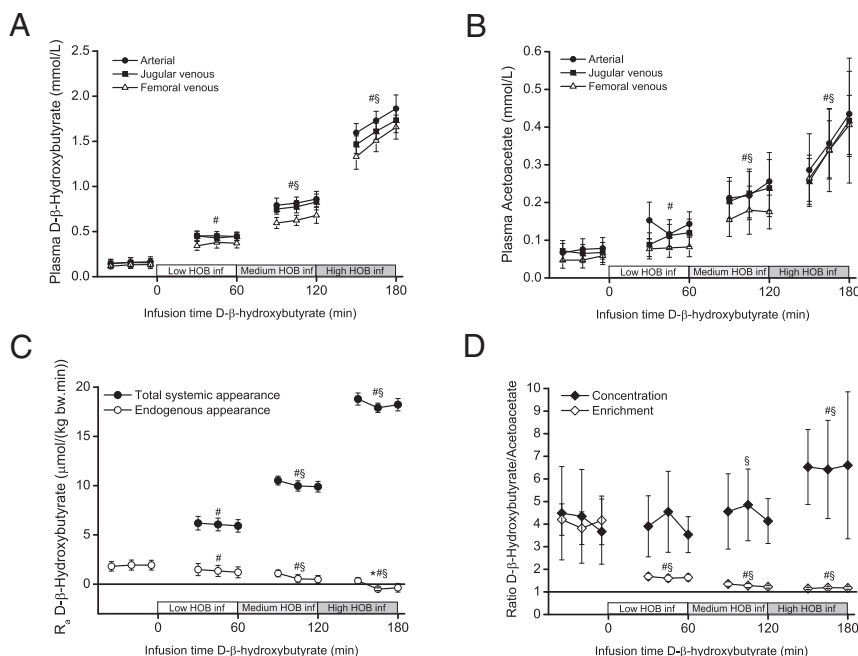 A
2.5
2.0
1.5
1.0
0.5
0.0
Plasma D-β-Hydroxybutyrate (mmol/L)
Arterial
Jugular venous
Femoral venous
#
#§
#§
Low HOB inf
Medium HOB inf
High HOB inf
0
60
120
180
Infusion time D-β-hydroxybutyrate (min)
B
0.6
0.5
0.4
0.3
0.2
0.1
0.0
Plasma Acetoacetate (mmol/L)
Arterial
Jugular venous
Femoral venous
#
#§
#§
Low HOB inf
Medium HOB inf
High HOB inf
0
60
120
180
Infusion time D-β-hydroxybutyrate (min)
C
20
15
10
5
0
Ra D-β-Hydroxybutyrate (μmol/(kg bw.min))
Total systemic appearance
Endogenous appearance
#
#§
#§
#
#§
*#§
Low HOB inf
Medium HOB inf
High HOB inf
0
60
120
180
Infusion time D-β-hydroxybutyrate (min)
D
10
9
8
7
6
5
4
3
2
1
0
Ratio D-β-Hydroxybutyrate/Acetoacetate
Concentration
Enrichment
§
#§
#§
#§
#§
Low HOB inf
Medium HOB inf
High HOB inf
0
60
120
180
Infusion time D-β-hydroxybutyrate (min)